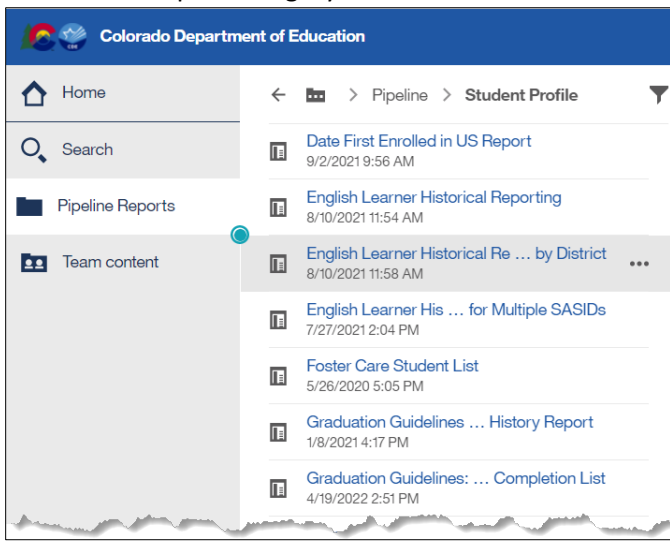 Colorado Department of Education
Home
Search
Pipeline Reports
Team content
Pipeline > Student Profile
Date First Enrolled in US Report
9/2/2021 9:56 AM
English Learner Historical Reporting
8/10/2021 11:54 AM
English Learner Historical Re ... by District
8/10/2021 11:58 AM
English Learner His ... for Multiple SASIDs
7/27/2021 2:04 PM
Foster Care Student List
5/26/2020 5:05 PM
Graduation Guidelines ... History Report
1/8/2021 4:17 PM
Graduation Guidelines: ... Completion List
4/19/2022 2:51 PM